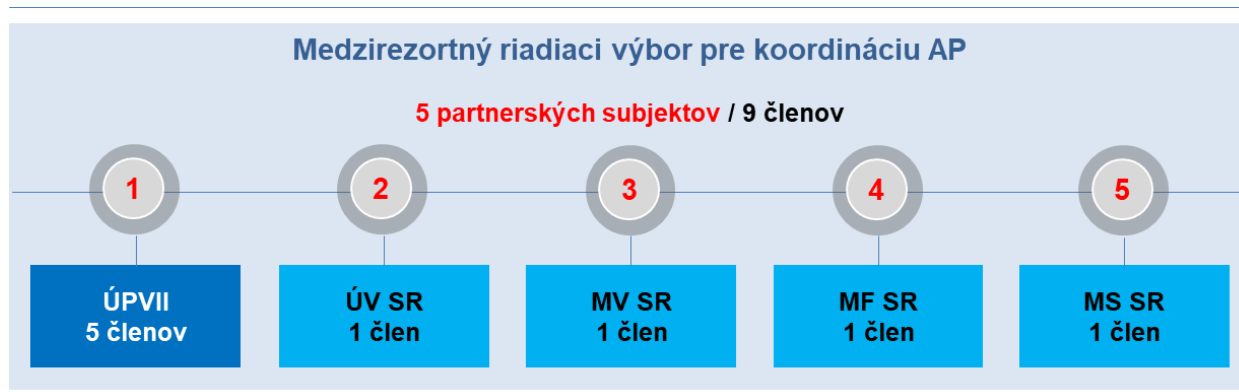 Medzirezortný riadiaci výbor pre koordináciu AP
5 partnerských subjektov / 9 členov
1 2 3 4 5
ÚPVII
5 členov
ÚV SR
1 člen
MV SR
1 člen
MF SR
1 člen
MS SR
1 člen